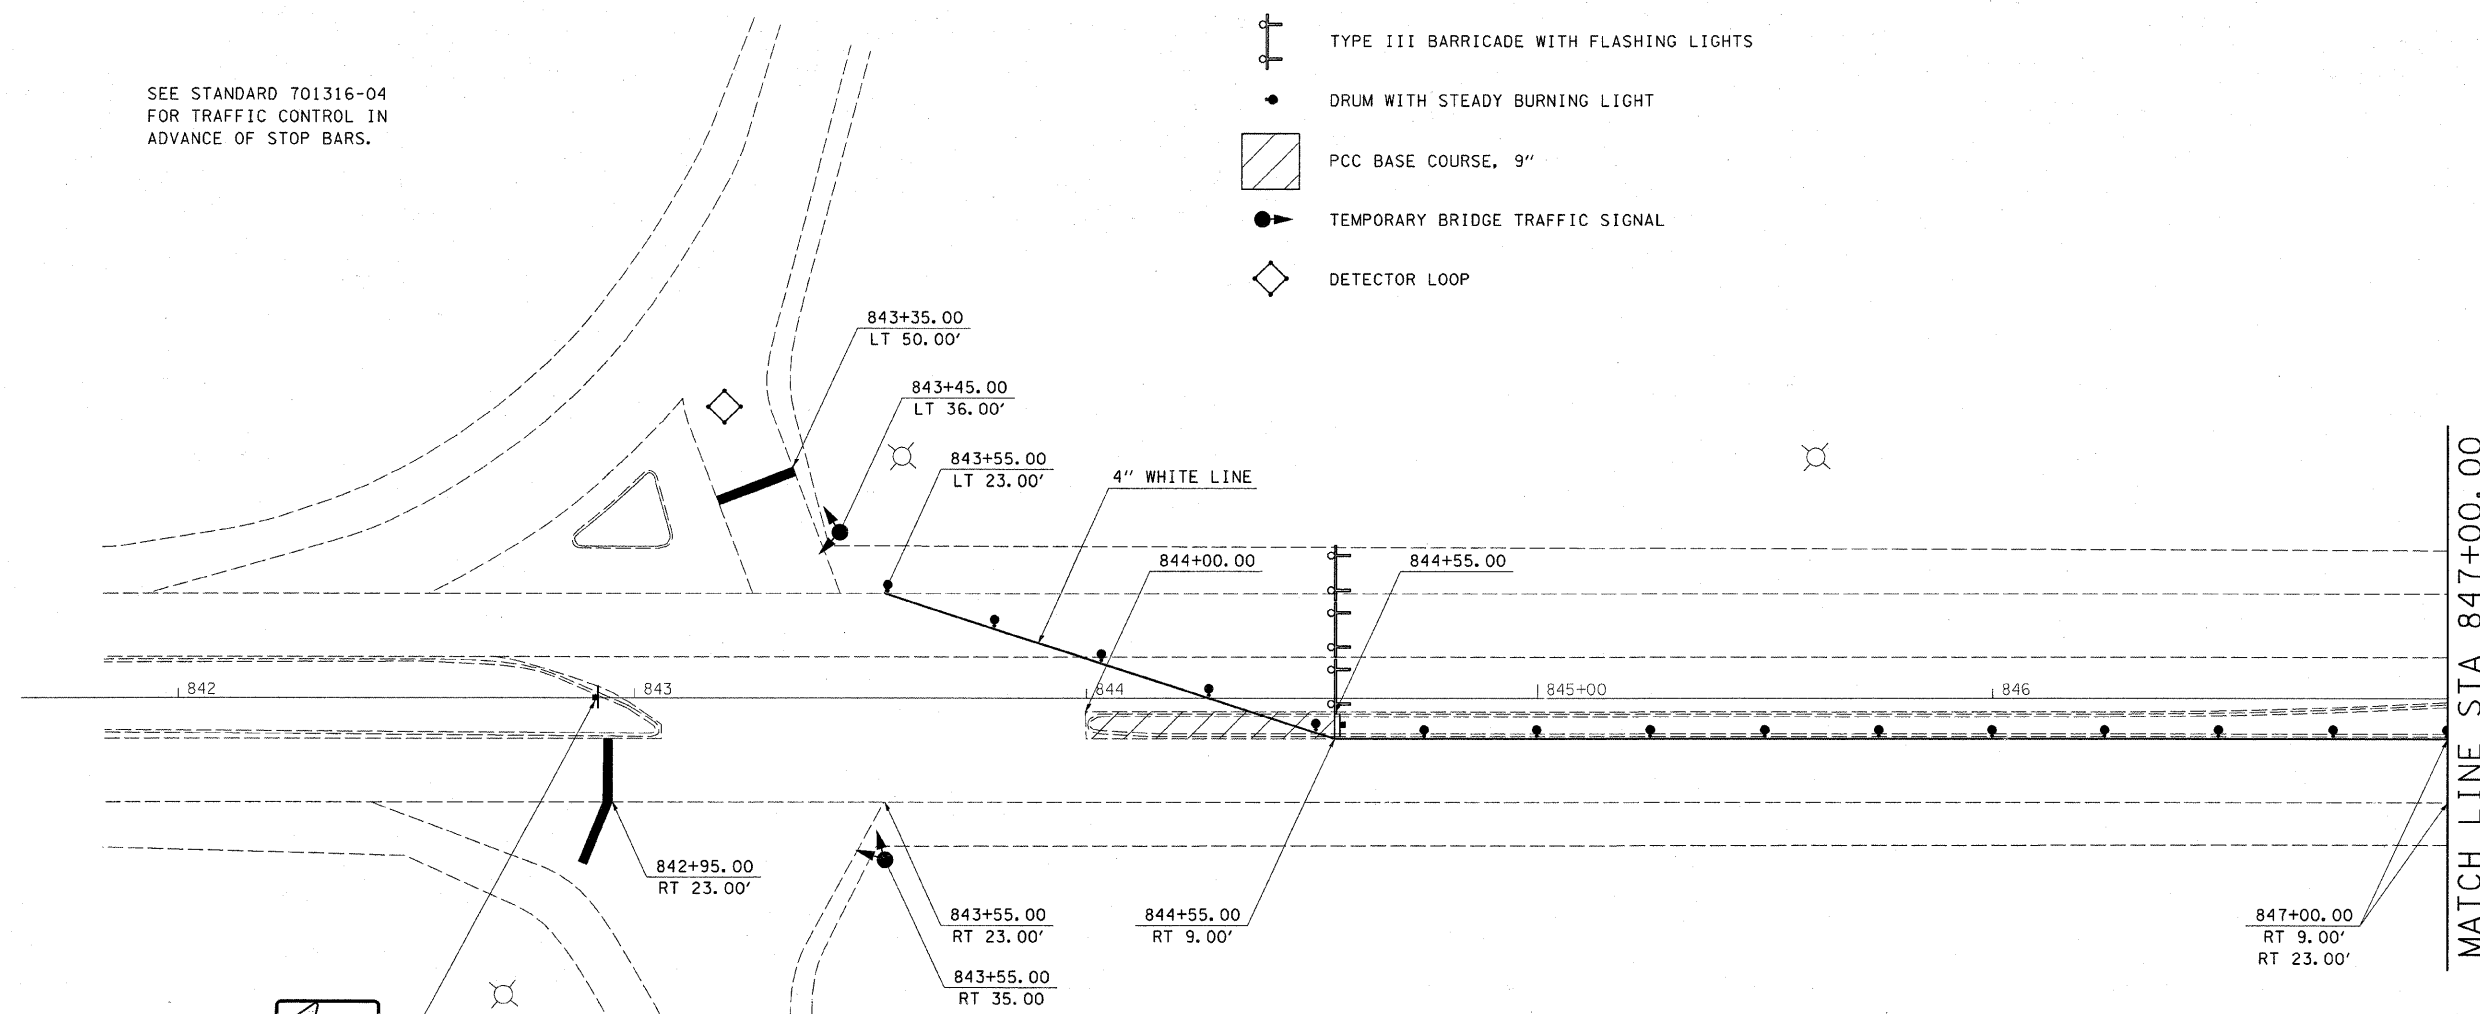 TYPE III BARRICADE WITH FLASHING LIGHTS
DRUM WITH STEADY BURNING LIGHT
PCC BASE COURSE, 9"
TEMPORARY BRIDGE TRAFFIC SIGNAL
DETECTOR LOOP
SEE STANDARD 701316-04
FOR TRAFFIC CONTROL IN
ADVANCE OF STOP BARS.
843+35.00
LT 50.00'
843+45.00
LT 36.00'
843+55.00
LT 23.00'
4" WHITE LINE
844+00.00
844+55.00
842
843
844
845+00
846
842+95.00
RT 23.00'
843+55.00
RT 23.00'
843+55.00
RT 35.00
844+55.00
RT 9.00'
847+00.00
RT 9.00'
RT 23.00'
MATCH LINE STA 847+00.00